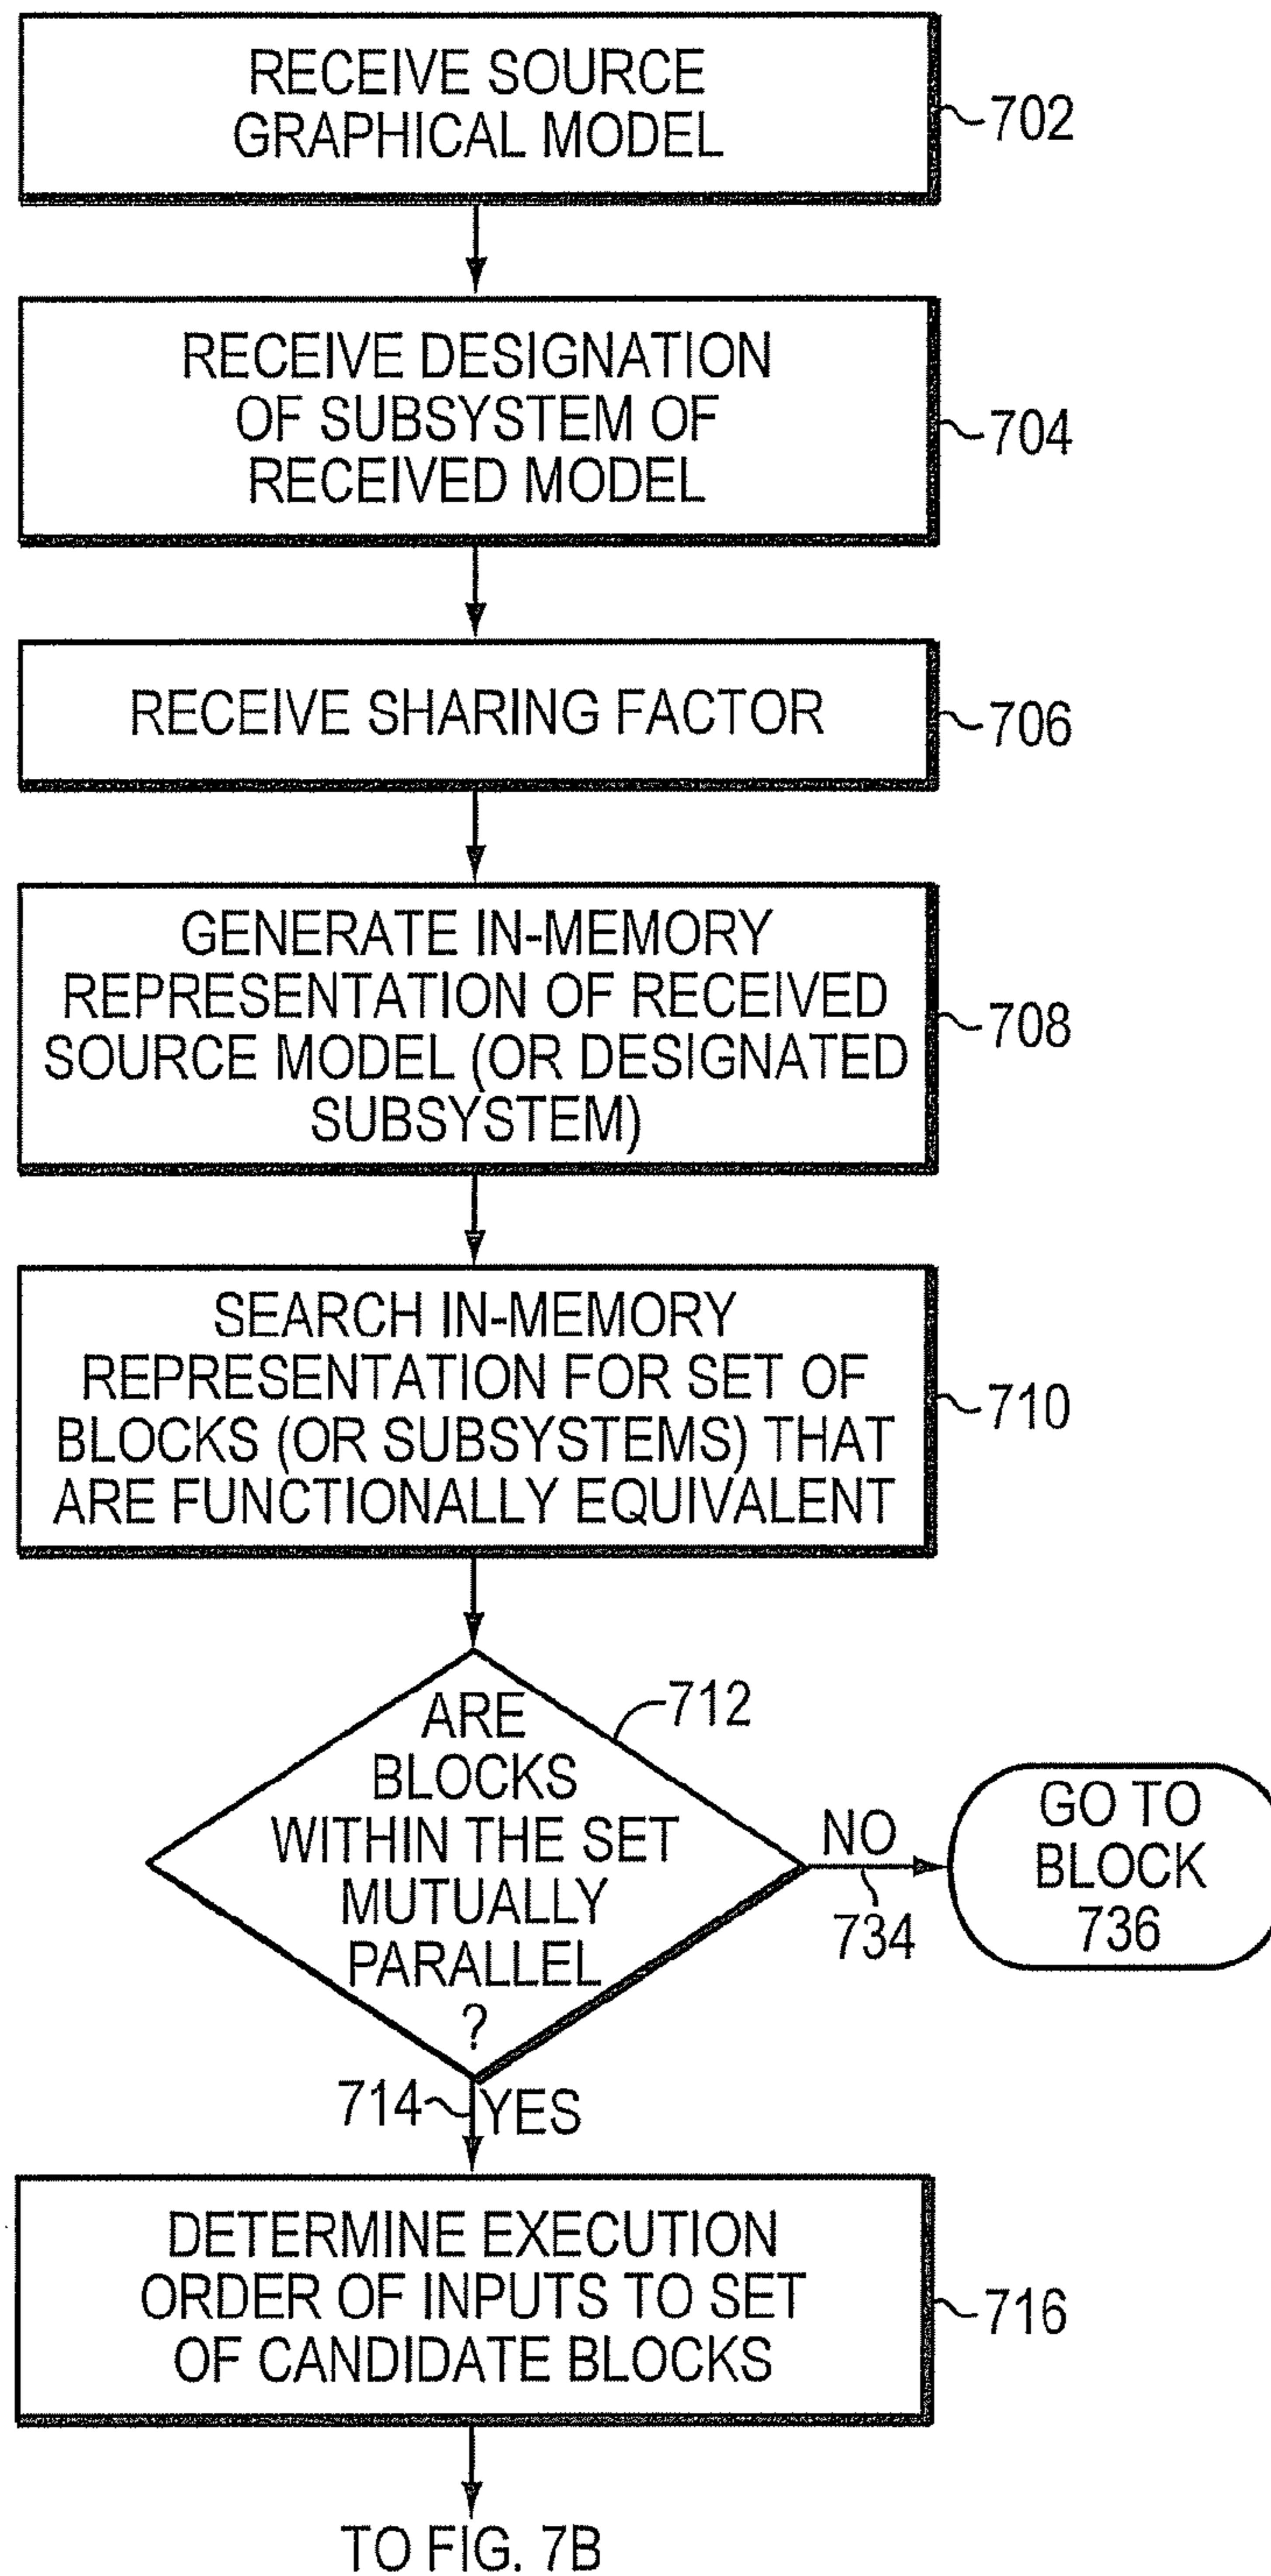 RECEIVE SOURCE
GRAPHICAL MODEL
702
RECEIVE DESIGNATION
OF SUBSYSTEM OF
RECEIVED MODEL
704
RECEIVE SHARING FACTOR
706
GENERATE IN-MEMORY
REPRESENTATION OF RECEIVED
SOURCE MODEL (OR DESIGNATED
SUBSYSTEM)
708
SEARCH IN-MEMORY
REPRESENTATION FOR SET OF
BLOCKS (OR SUBSYSTEMS) THAT
ARE FUNCTIONALLY EQUIVALENT
710
ARE
BLOCKS
WITHIN THE SET
MUTUALLY
PARALLEL
?
712
NO
734
GO TO
BLOCK
736
714
YES
DETERMINE EXECUTION
ORDER OF INPUTS TO SET
OF CANDIDATE BLOCKS
716
TO FIG. 7B